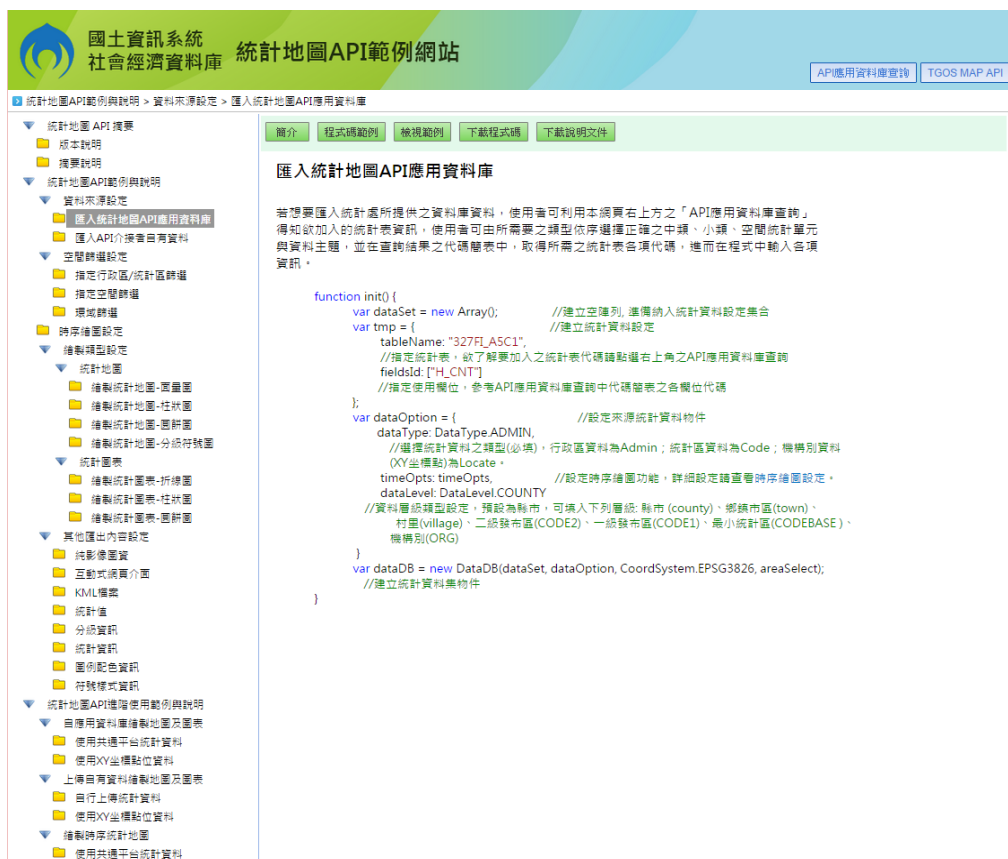 國土資訊系統
社會經濟資料庫
統計地圖API範例網站
API應用資料庫查詢
TGOS MAP API
統計地圖API範例與說明 > 資料來源設定 > 匯入統計地圖API應用資料庫
統計地圖 API 摘要
版本說明
摘要說明
統計地圖API範例與說明
資料來源設定
匯入統計地圖API應用資料庫
匯入API介接者自有資料
空間篩選設定
指定行政區/統計區篩選
指定空間篩選
環域篩選
時序繪圖設定
繪製類型設定
統計地圖
繪製統計地圖-面量圖
繪製統計地圖-柱狀圖
繪製統計地圖-圓餅圖
繪製統計地圖-分級符號圖
統計圖表
繪製統計圖表-折線圖
繪製統計圖表-柱狀圖
繪製統計圖表-圓餅圖
其他匯出內容設定
純影像圖資
互動式網頁介面
KML檔案
統計值
分級資訊
統計資訊
圖例配色資訊
符號樣式資訊
統計地圖API進階使用範例與說明
自應用資料庫繪製地圖及圖表
使用共通平台統計資料
使用XY坐標點位資料
上傳自有資料繪製地圖及圖表
自行上傳統計資料
使用XY坐標點位資料
繪製時序統計地圖
使用共通平台統計資料
簡介
程式碼範例
檢視範例
下載程式碼
下載說明文件
匯入統計地圖API應用資料庫
若想要匯入統計處所提供之資料庫資料，使用者可利用本網頁右上方之「API應用資料庫查詢」
得知欲加入的統計表資訊，使用者可由所需要之類型依序選擇正確之中類、小類、空間統計單元
與資料主題，並在查詢結果之代碼簡表中，取得所需之統計表各項代碼，進而在程式中輸入各項
資訊。
function init() {
var dataSet = new Array(); //建立空陣列, 準備納入統計資料設定集合
var tmp = { //建立統計資料設定
tableName: "327FI_A5C1",
//指定統計表，欲了解要加入之統計表代碼請點選右上角之API應用資料庫查詢
fieldsId: ["H_CNT"]
//指定使用欄位，參考API應用資料庫查詢中代碼簡表之各欄位代碼
};
var dataOption = { //設定來源統計資料物件
dataType: DataType.ADMIN,
//選擇統計資料之類型(必填)，行政區資料為Admin；統計區資料為Code；機構別資料
(XY坐標點)為Locate。
timeOpts: timeOpts, //設定時序繪圖功能，詳細設定請查看時序繪圖設定。
dataLevel: DataLevel.COUNTY
//資料層級類型設定，預設為縣市，可填入下列層級: 縣市 (county)、鄉鎮市區(town)、
村里(village)、二級發布區(CODE2)、一級發布區(CODE1)、最小統計區(CODEBASE )、
機構別(ORG)
}
var dataDB = new DataDB(dataSet, dataOption, CoordSystem.EPSG3826, areaSelect);
//建立統計資料集物件
}